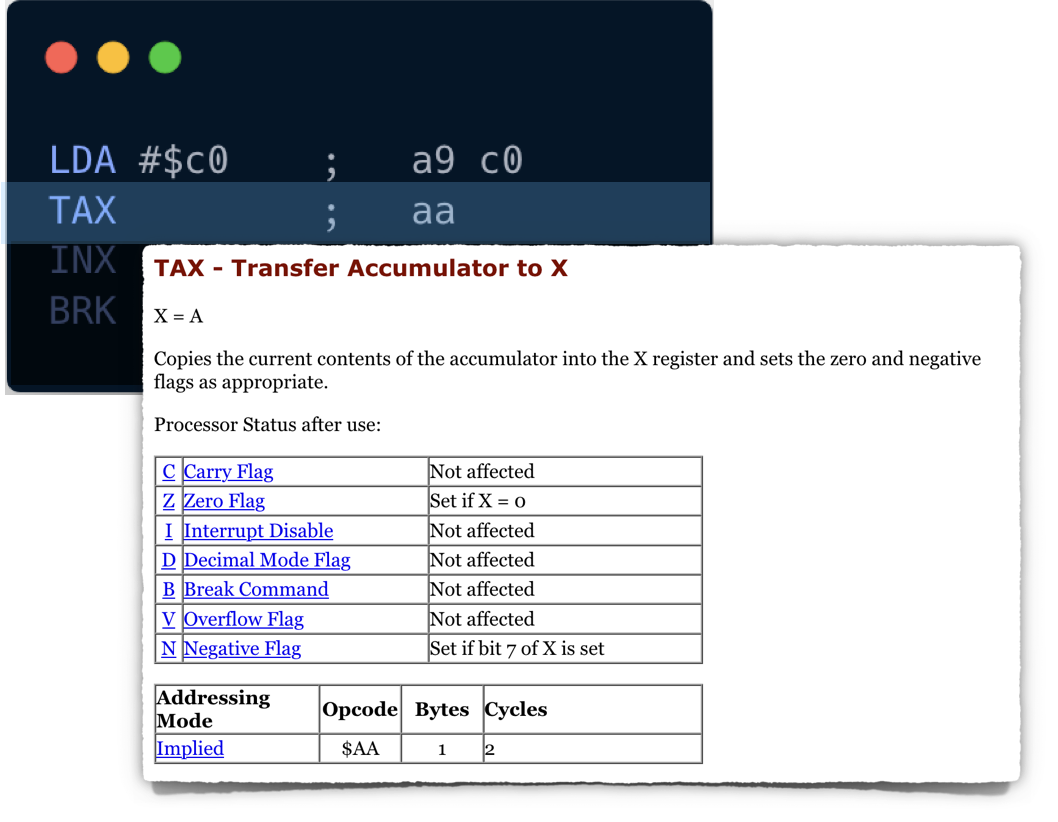 LDA #$c0 ; a9 c0
TAX ; aa
INX
BRK
TAX - Transfer Accumulator to X
X = A
Copies the current contents of the accumulator into the X register and sets the zero and negative
flags as appropriate.
Processor Status after use:
C Carry Flag Not affected
Z Zero Flag Set if X = 0
I Interrupt Disable Not affected
D Decimal Mode Flag Not affected
B Break Command Not affected
V Overflow Flag Not affected
N Negative Flag Set if bit 7 of X is set
Addressing
Mode Opcode Bytes Cycles
Implied $AA 1 2